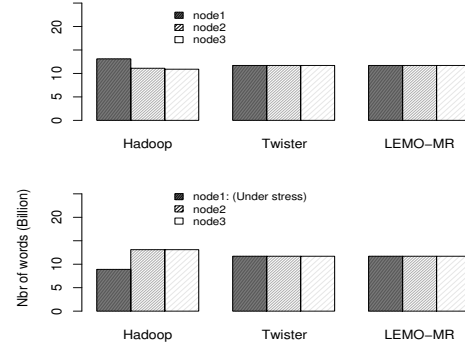 node1
node2
node3
0 5 10 20
Hadoop Twister LEMO−MR
node1: (Under stress)
node2
node3
Nbr of words (Billion)
0 5 10 20
Hadoop Twister LEMO−MR